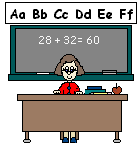 Aa Bb Cc Dd Ee Ff
28 + 32 = 60